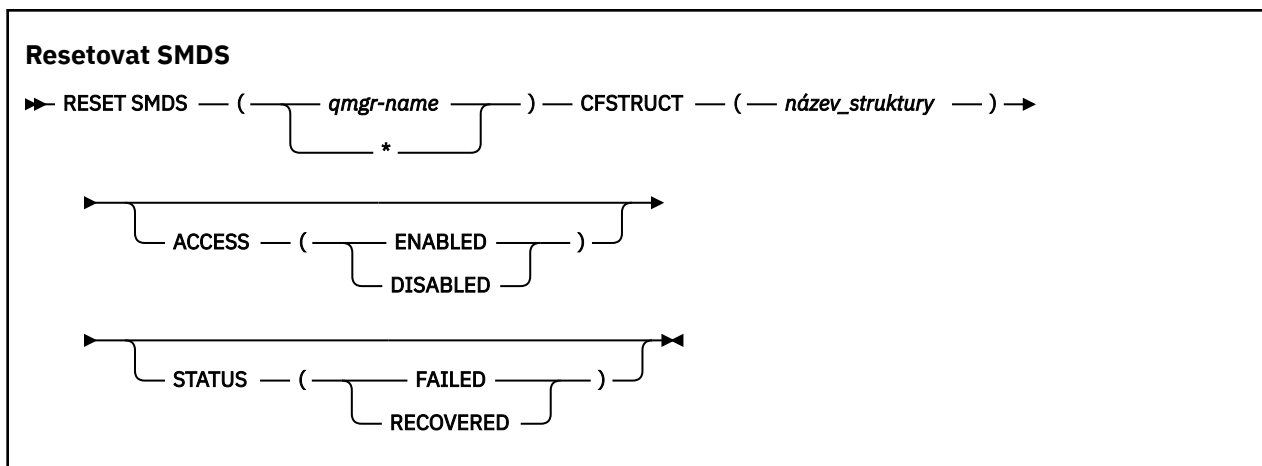 Resetovat SMDS
RESET SMDS ( qmgr-name ) CFSTRUCT ( název_struktury )
*
ACCESS ( ENABLED )
DISABLED
STATUS ( FAILED )
RECOVERED